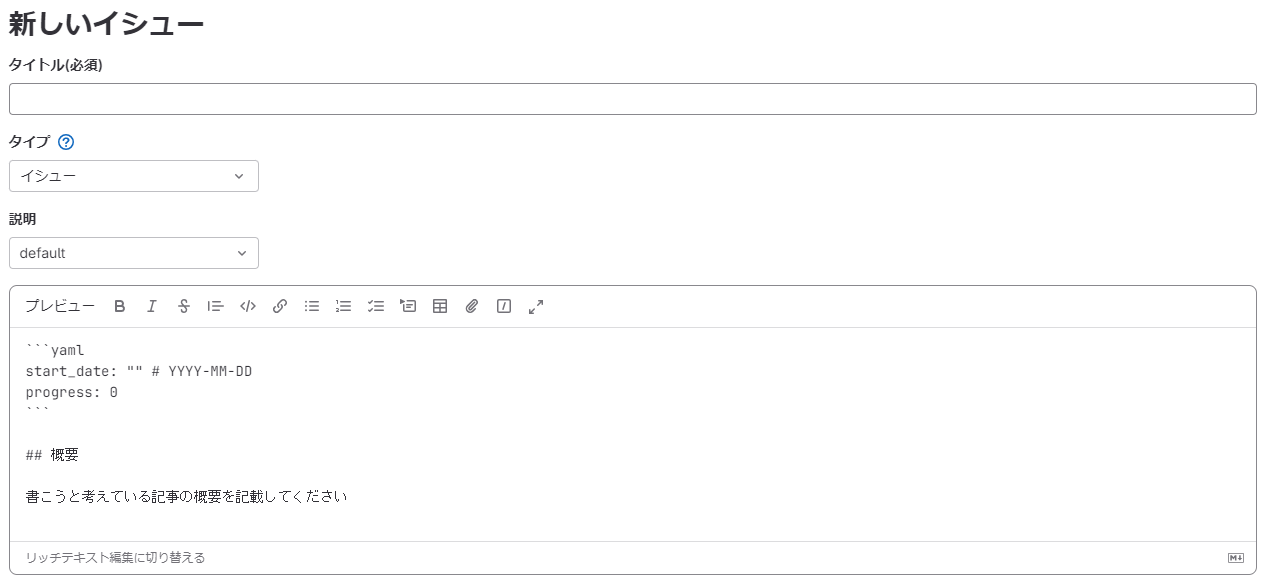 新しいイシュー
タイトル(必須)
タイプ
イシュー
説明
default
プレビュー
```yaml
start_date: "" # YYYY-MM-DD
progress: 0
```
## 概要
書こうと考えている記事の概要を記載してください
リッチテキスト編集に切り替える